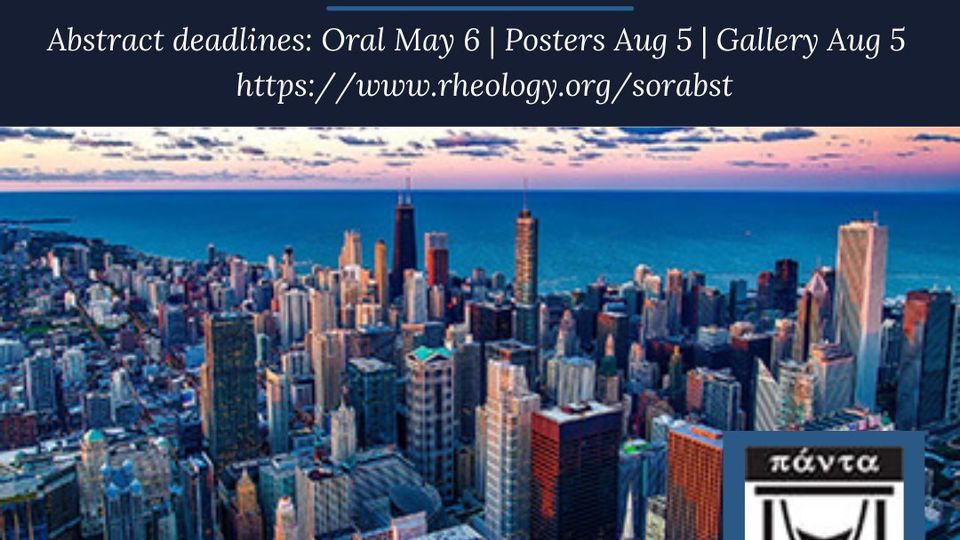 Abstract deadlines: Oral May 6 | Posters Aug 5 | Gallery Aug 5
https://www.rheology.org/sorabst
πάντα